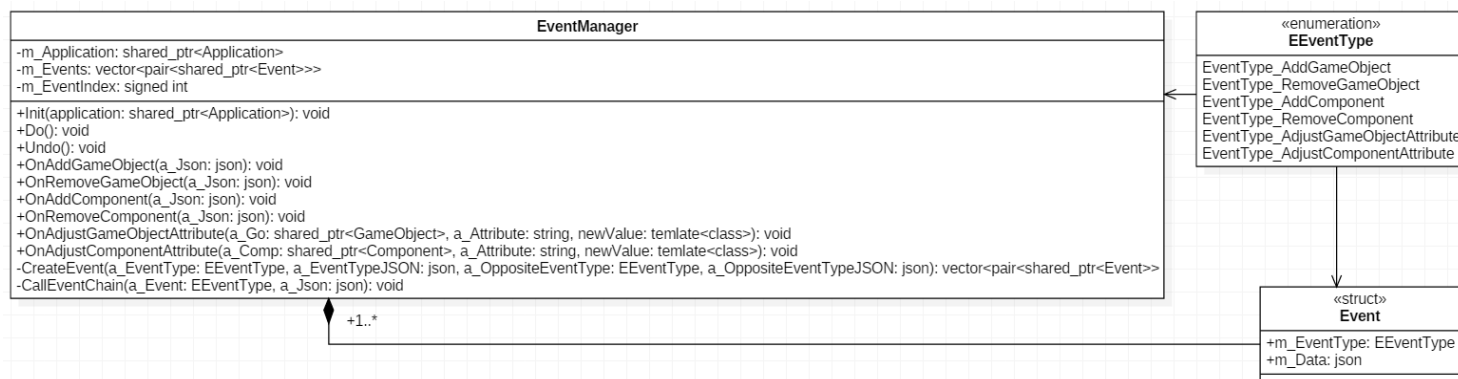 EventManager
-m_Application: shared_ptr<Application>
-m_Events: vector<pair<shared_ptr<Event>>>
-m_EventIndex: signed int
+Init(application: shared_ptr<Application>): void
+Do(): void
+Undo(): void
+OnAddGameObject(a_Json: json): void
+OnRemoveGameObject(a_Json: json): void
+OnAddComponent(a_Json: json): void
+OnRemoveComponent(a_Json: json): void
+OnAdjustGameObjectAttribute(a_Go: shared_ptr<GameObject>, a_Attribute: string, newValue: temlate<class>): void
+OnAdjustComponentAttribute(a_Comp: shared_ptr<Component>, a_Attribute: string, newValue: temlate<class>): void
-CreateEvent(a_EventType: EEventType, a_EventTypeJSON: json, a_OppositeEventType: EEventType, a_OppositeEventTypeJSON: json): vector<pair<shared_ptr<Event>>
-CallEventChain(a_Event: EEventType, a_Json: json): void
+1..*
«enumeration»
EEventType
EventType_AddGameObject
EventType_RemoveGameObject
EventType_AddComponent
EventType_RemoveComponent
EventType_AdjustGameObjectAttribute
EventType_AdjustComponentAttribute
«struct»
Event
+m_EventType: EEventType
+m_Data: json